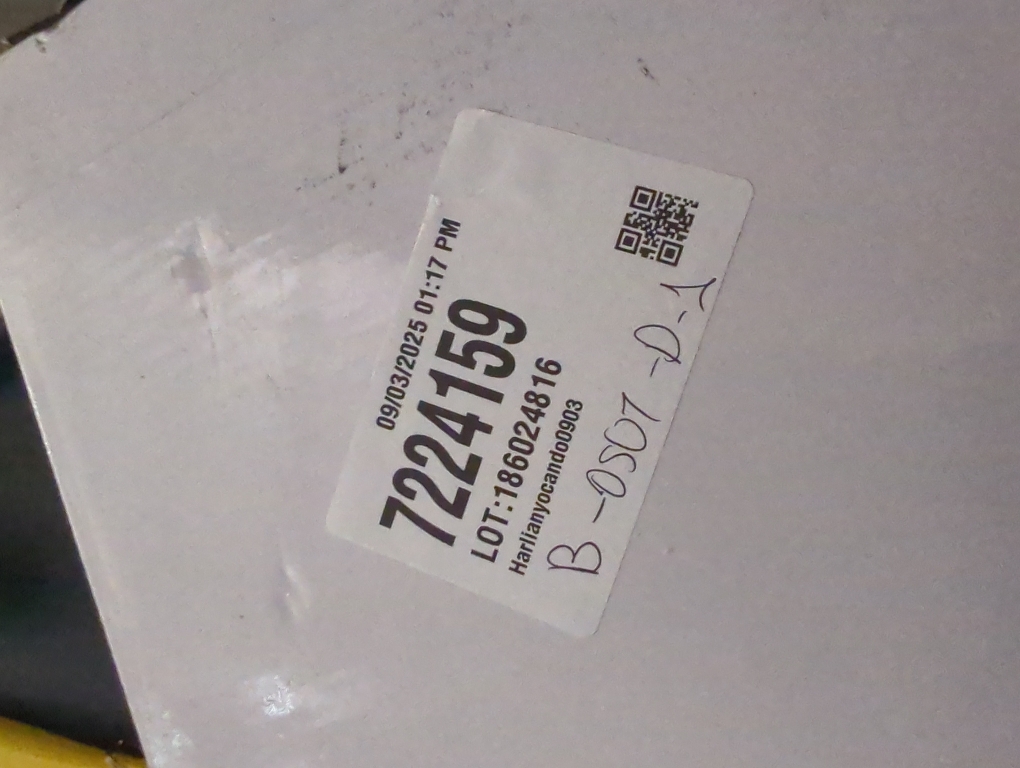 09/03/2025 01:17 PM
7224159
LOT:186024816
Harlianyocando0903
B-0507-D-1